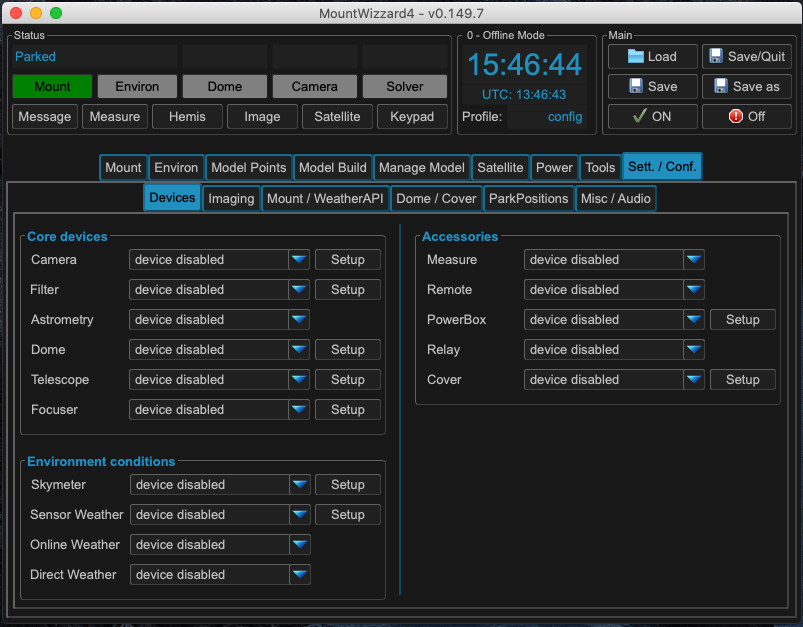 MountWizzard4 - v0.149.7
Status
Parked
Mount Environ Dome Camera Solver
Message Measure Hemis Image Satellite Keypad
0 - Offline Mode
15:46:44
UTC: 13:46:43
Profile: config
Main
Load Save/Quit
Save Save as
ON Off
Mount Environ Model Points Model Build Manage Model Satellite Power Tools Sett. / Conf.
Devices Imaging Mount / WeatherAPI Dome / Cover ParkPositions Misc / Audio
Core devices
Camera device disabled Setup
Filter device disabled Setup
Astrometry device disabled
Dome device disabled Setup
Telescope device disabled Setup
Focuser device disabled Setup
Environment conditions
Skymeter device disabled Setup
Sensor Weather device disabled Setup
Online Weather device disabled
Direct Weather device disabled
Accessories
Measure device disabled
Remote device disabled
PowerBox device disabled Setup
Relay device disabled
Cover device disabled Setup